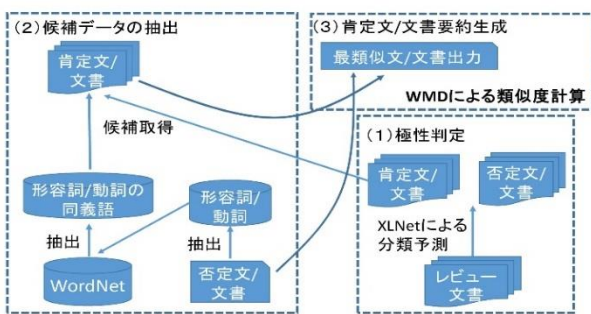 (2)候補データの抽出
肯定文/
文書
候補取得
形容詞/動詞の
同義語
形容詞/
動詞
抽出
抽出
WordNet
否定文/
文書
(3)肯定文/文書要約生成
最類似文/文書出力
WMDによる類似度計算
(1)極性判定
肯定文/
文書
否定文/
文書
XLNetによる
分類予測
レビュー
文書